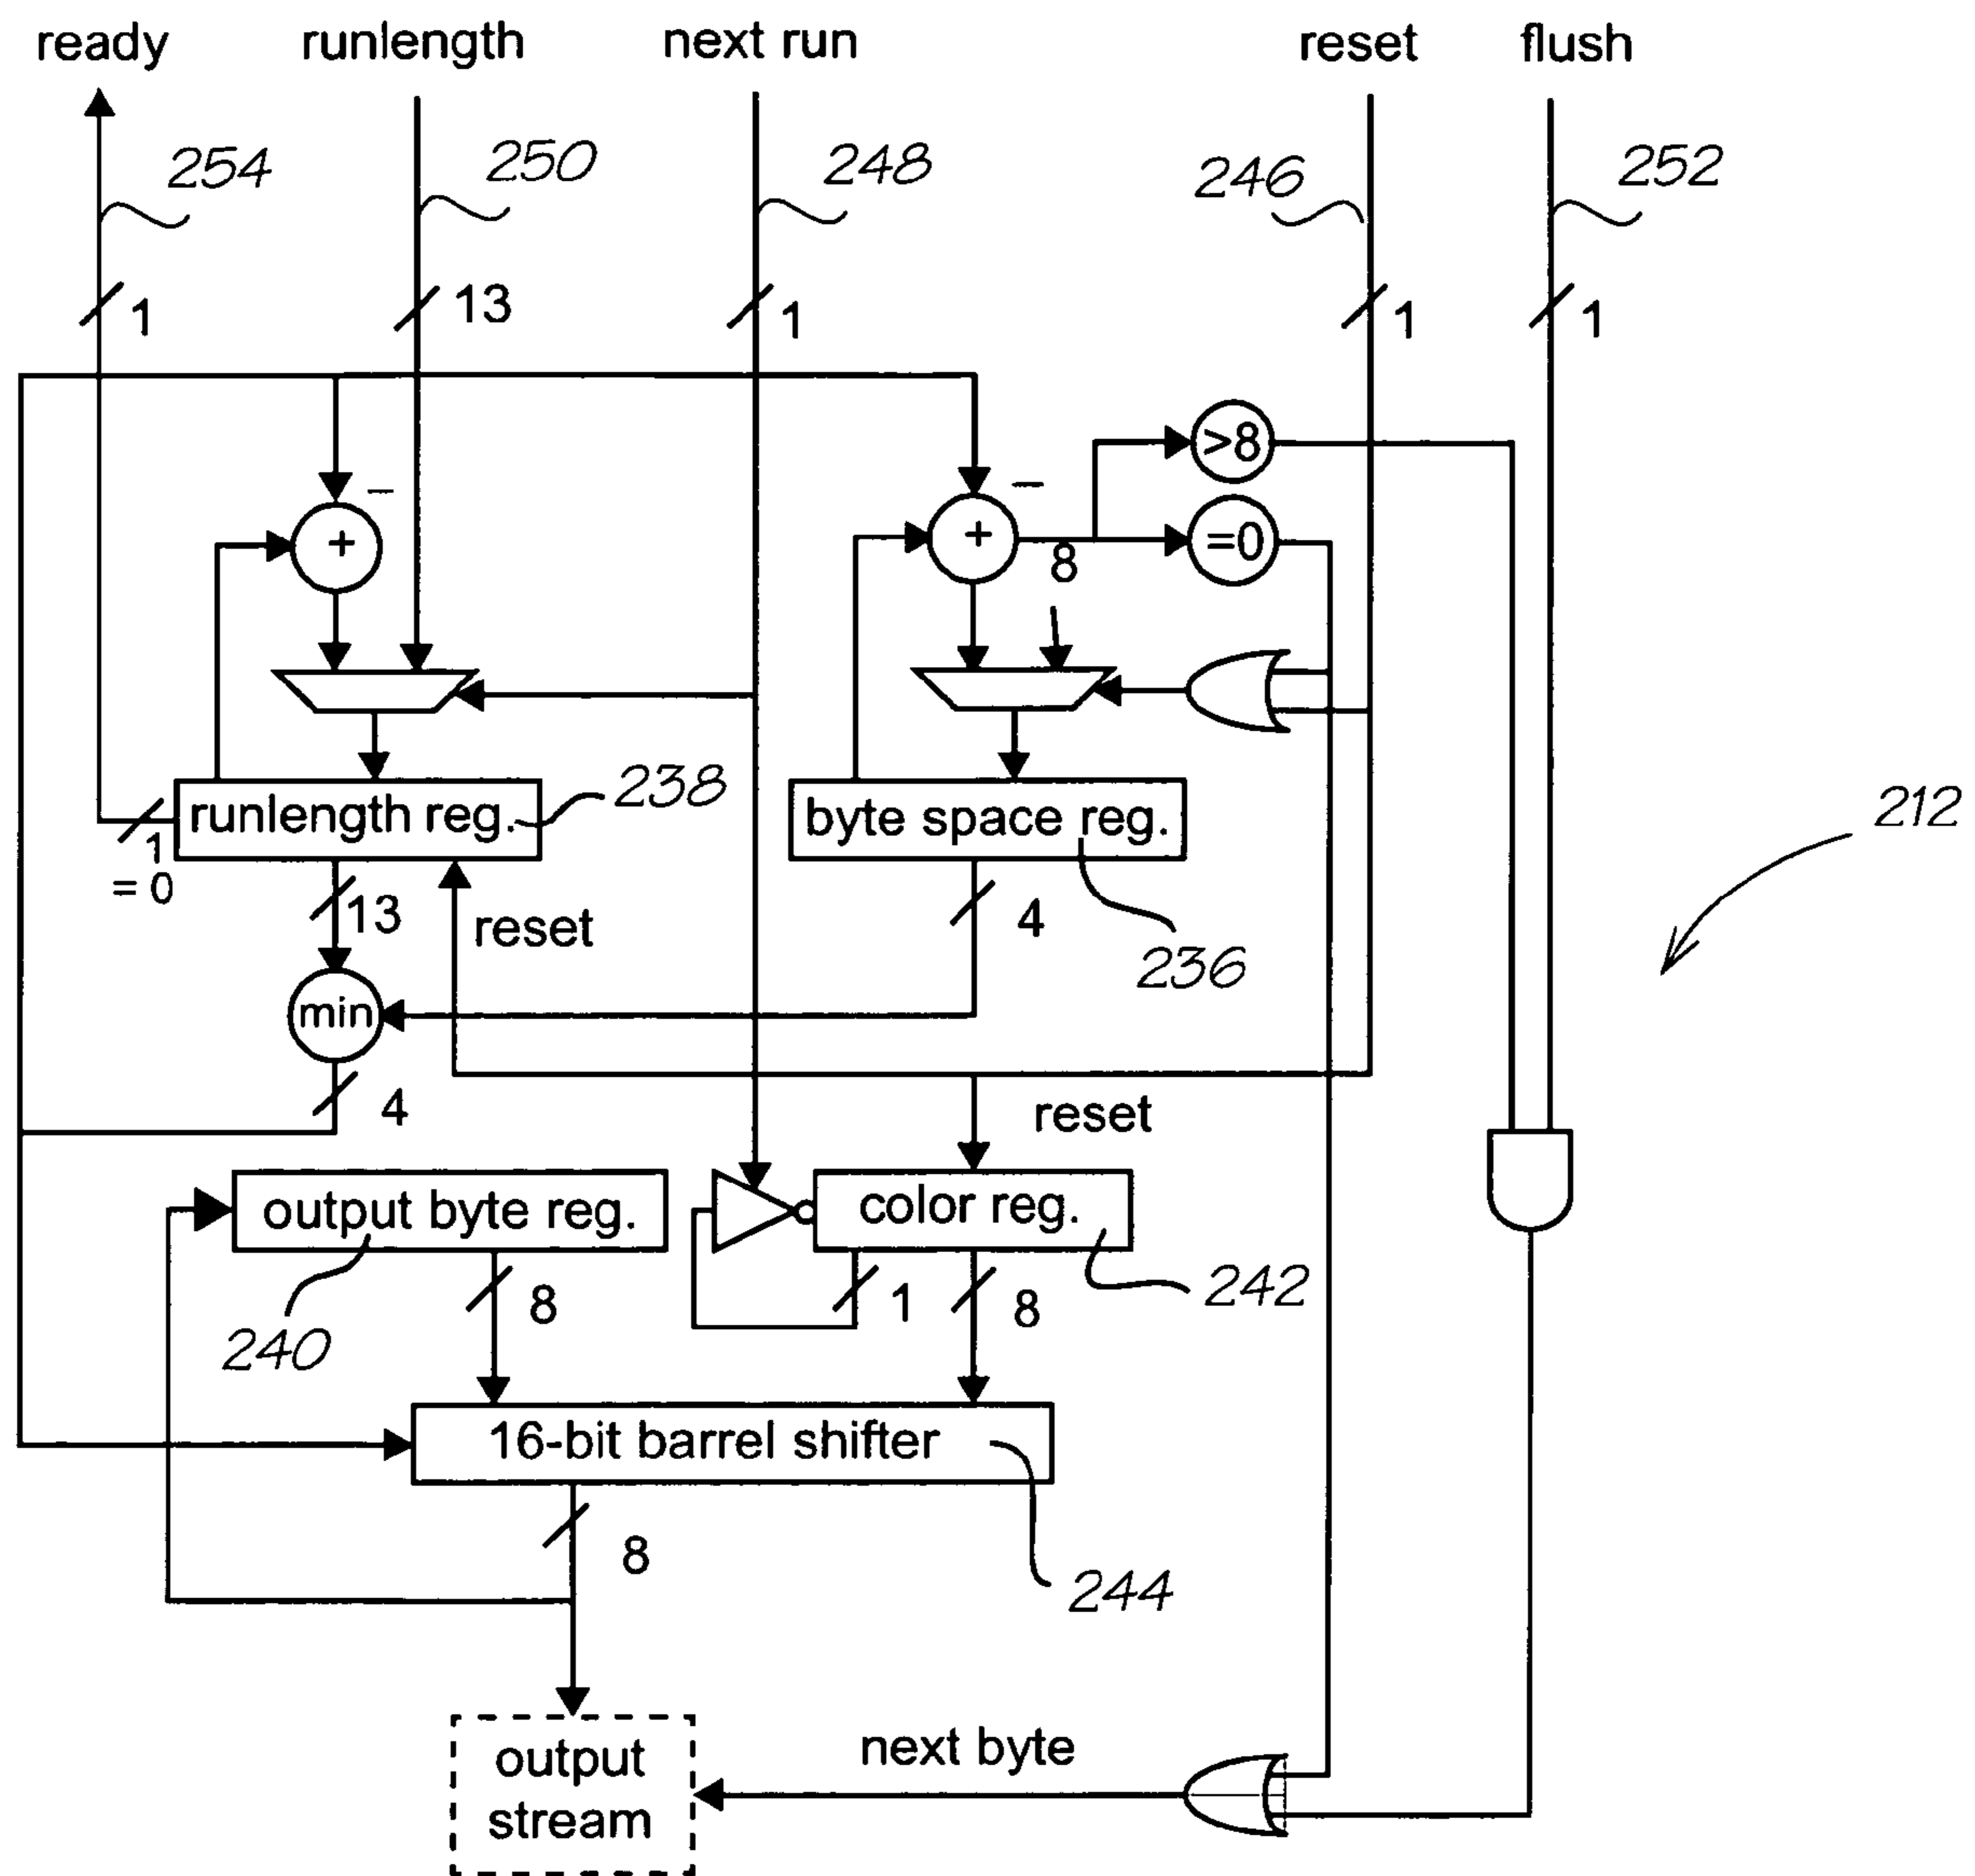 ready
runlength
next run
reset
flush
254
250
248
246
252
1
13
1
1
1
>8
–
–
+
+
=0
8
runlength reg.
238
byte space reg.
212
1
= 0
13
reset
4
236
min
4
reset
output byte reg.
color reg.
240
8
1
8
242
16-bit barrel shifter
8
244
next byte
output
stream